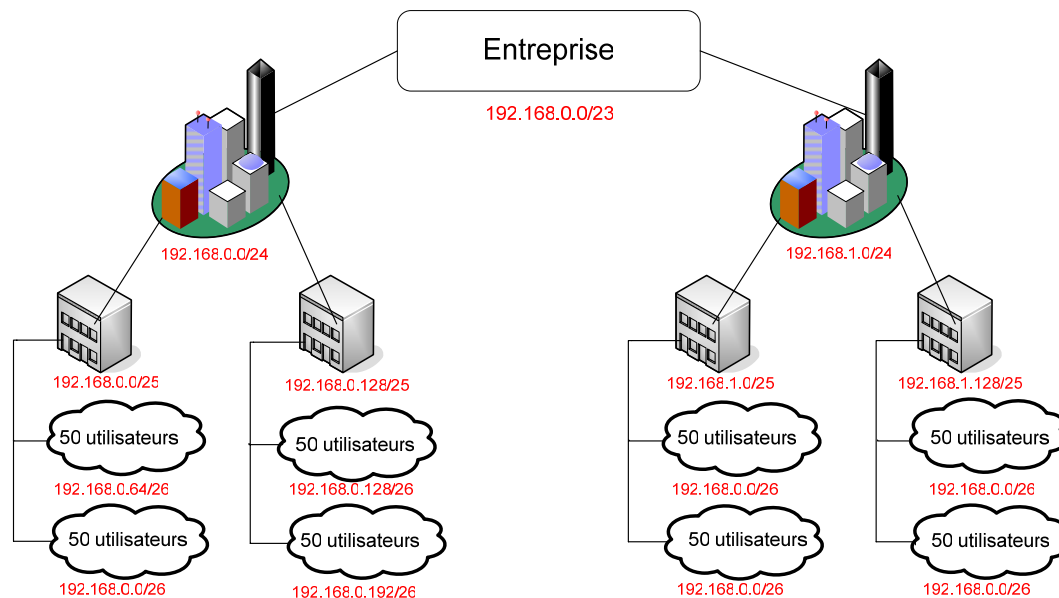 Entreprise
192.168.0.0/23
192.168.0.0/24
192.168.1.0/24
192.168.0.0/25
192.168.0.128/25
192.168.1.0/25
192.168.1.128/25
50 utilisateurs
50 utilisateurs
50 utilisateurs
50 utilisateurs
192.168.0.64/26
192.168.0.128/26
192.168.0.0/26
192.168.0.0/26
50 utilisateurs
50 utilisateurs
50 utilisateurs
50 utilisateurs
192.168.0.0/26
192.168.0.192/26
192.168.0.0/26
192.168.0.0/26